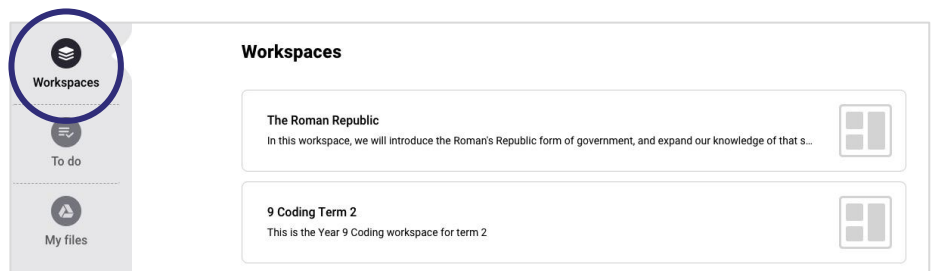 Workspaces
To do
My files
Workspaces
The Roman Republic
In this workspace, we will introduce the Roman's Republic form of government, and expand our knowledge of that s...
9 Coding Term 2
This is the Year 9 Coding workspace for term 2